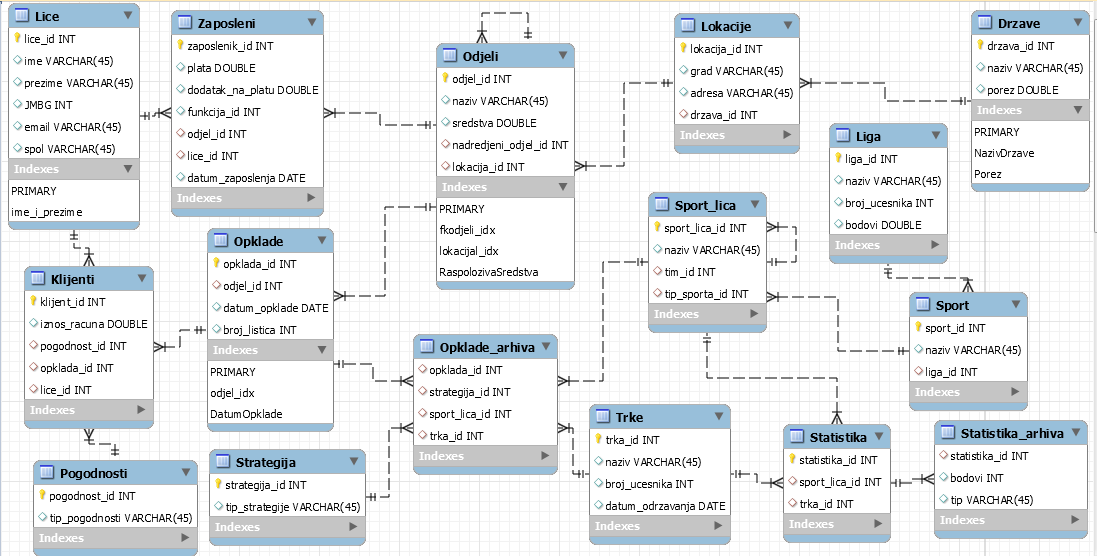 Lice
lice_id INT
ime VARCHAR(45)
prezime VARCHAR(45)
JMBG INT
email VARCHAR(45)
spol VARCHAR(45)
Indexes
PRIMARY
ime_i_prezime
Zaposleni
zaposlenik_id INT
plata DOUBLE
dodatak_na_platu DOUBLE
funkcija_id INT
odjel_id INT
lice_id INT
datum_zaposlenja DATE
Indexes
Odjeli
odjel_id INT
naziv VARCHAR(45)
sredstva DOUBLE
nadredjeni_odjel_id INT
lokacija_id INT
Indexes
PRIMARY
fkodjeli_idx
lokacijaI_idx
RaspolozivaSredstva
Lokacije
lokacija_id INT
grad VARCHAR(45)
adresa VARCHAR(45)
drzava_id INT
Indexes
Drzave
drzava_id INT
naziv VARCHAR(45)
porez DOUBLE
Indexes
PRIMARY
NazivDrzave
Porez
Liga
liga_id INT
naziv VARCHAR(45)
broj_ucesnika INT
bodovi DOUBLE
Indexes
Sport_lica
sport_lica_id INT
naziv VARCHAR(45)
tim_id INT
tip_sporta_id INT
Indexes
Opklade
opklada_id INT
odjel_id INT
datum_opklade DATE
broj_listica INT
Indexes
PRIMARY
odjel_idx
DatumOpklade
Klijenti
klijent_id INT
iznos_racuna DOUBLE
pogodnost_id INT
opklada_id INT
lice_id INT
Indexes
Sport
sport_id INT
naziv VARCHAR(45)
liga_id INT
Indexes
Opklade_arhiva
opklada_id INT
strategija_id INT
sport_lica_id INT
trka_id INT
Indexes
Trke
trka_id INT
naziv VARCHAR(45)
broj_ucesnika INT
datum_odrzavanja DATE
Indexes
Statistika
statistika_id INT
sport_lica_id INT
trka_id INT
Indexes
Statistika_arhiva
statistika_id INT
bodovi INT
tip VARCHAR(45)
Indexes
Pogodnosti
pogodnost_id INT
tip_pogodnosti VARCHAR(45)
Indexes
Strategija
strategija_id INT
tip_strategije VARCHAR(45)
Indexes